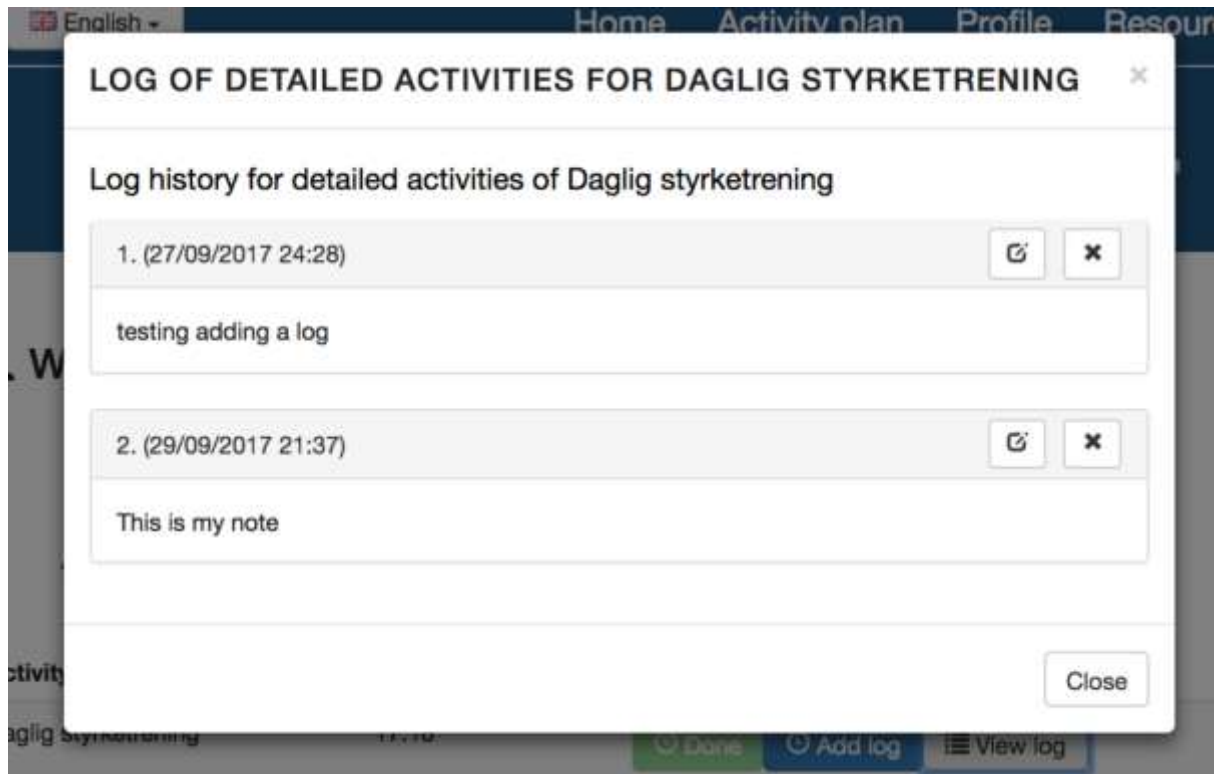 English
Home Activity plan Profile
LOG OF DETAILED ACTIVITIES FOR DAGLIG STYRKETRENING ×
Log history for detailed activities of Daglig styrketrening
1. (27/09/2017 24:28)
testing adding a log
2. (29/09/2017 21:37)
This is my note
Close
styrketrening
Done Add log View log